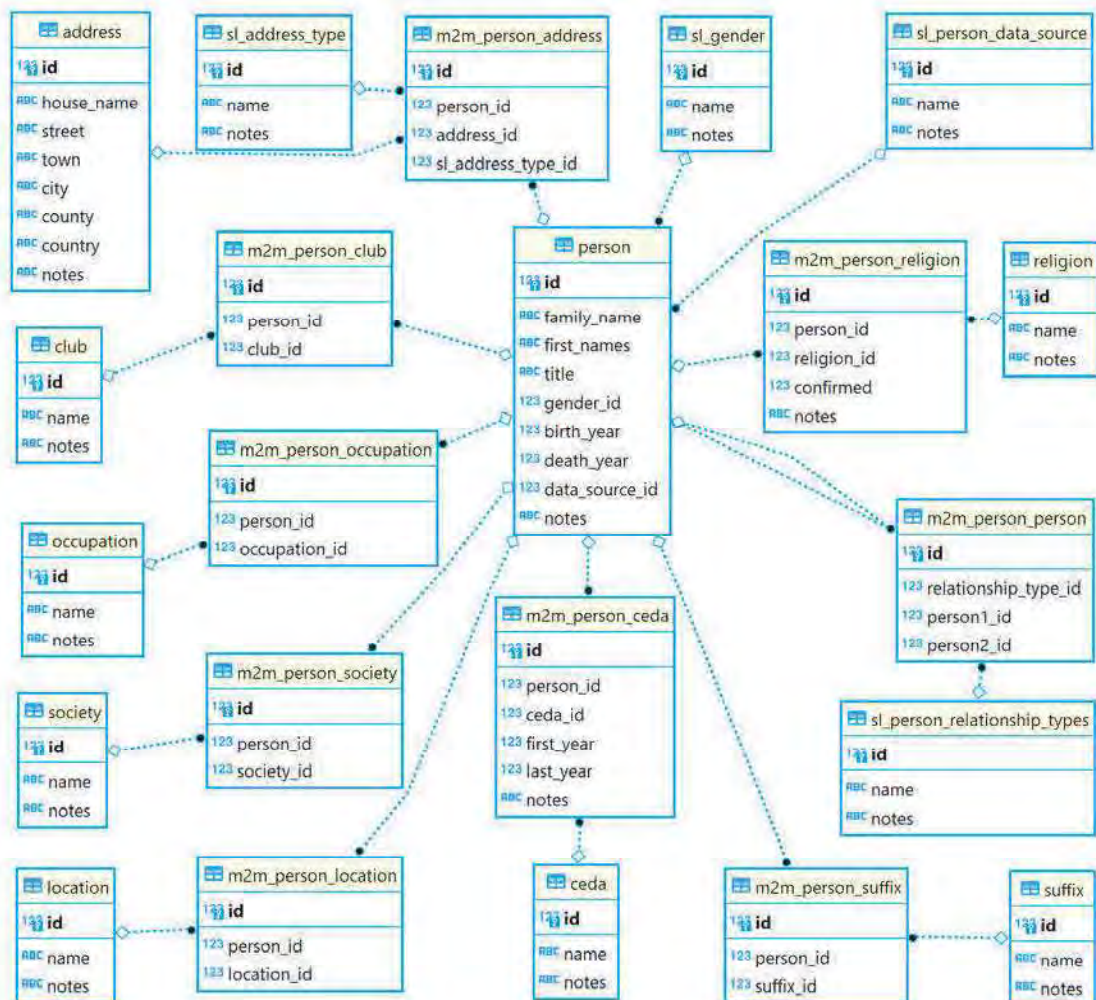 address
id
house_name
street
town
city
county
country
notes
sl_address_type
id
name
notes
m2m_person_address
id
person_id
address_id
sl_address_type_id
sl_gender
id
name
notes
sl_person_data_source
id
name
notes
m2m_person_club
id
person_id
club_id
person
id
family_name
first_names
title
gender_id
birth_year
death_year
data_source_id
notes
m2m_person_religion
id
person_id
religion_id
confirmed
notes
religion
id
name
notes
club
id
name
notes
m2m_person_occupation
id
person_id
occupation_id
occupation
id
name
notes
m2m_person_person
id
relationship_type_id
person1_id
person2_id
m2m_person_ceda
id
person_id
ceda_id
first_year
last_year
notes
m2m_person_society
id
person_id
society_id
society
id
name
notes
sl_person_relationship_types
id
name
notes
m2m_person_location
id
person_id
location_id
location
id
name
notes
ceda
id
name
notes
m2m_person_suffix
id
person_id
suffix_id
suffix
id
name
notes